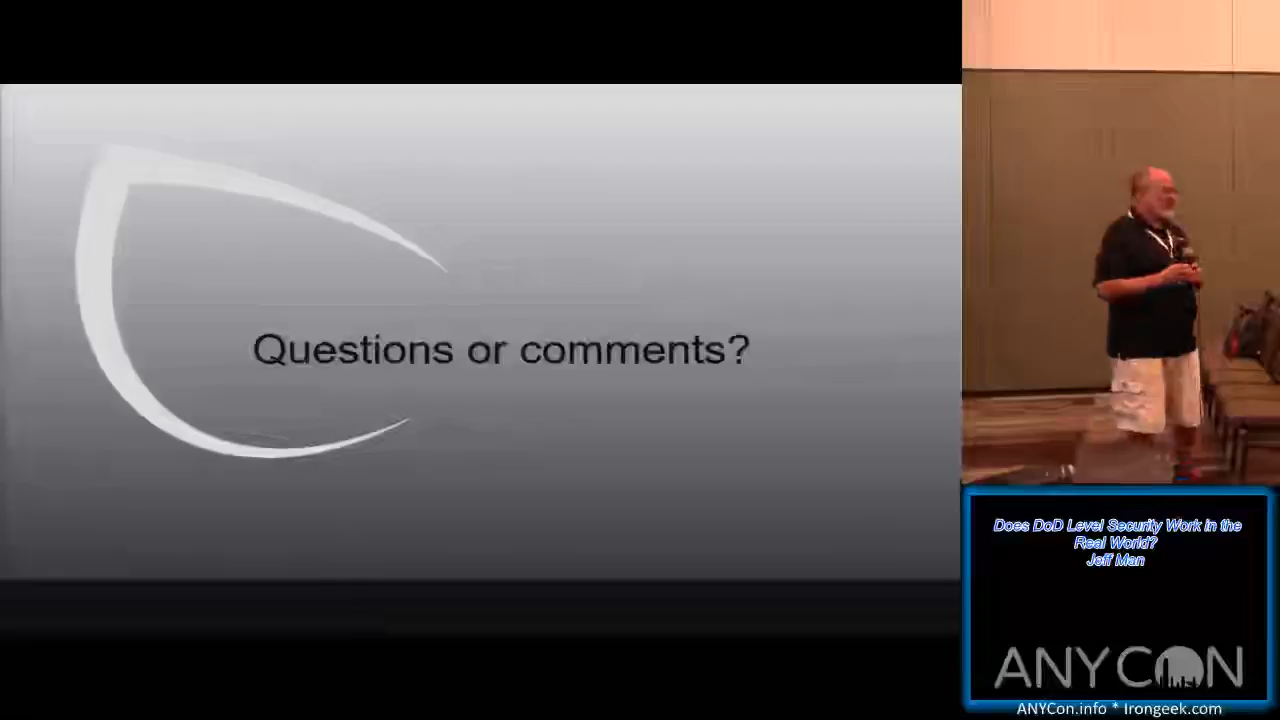 Questions or comments?
Does DoD Level Security Work in the
Real World?
Jeff Man
ANYCON
ANYCon.info * Irongeek.com